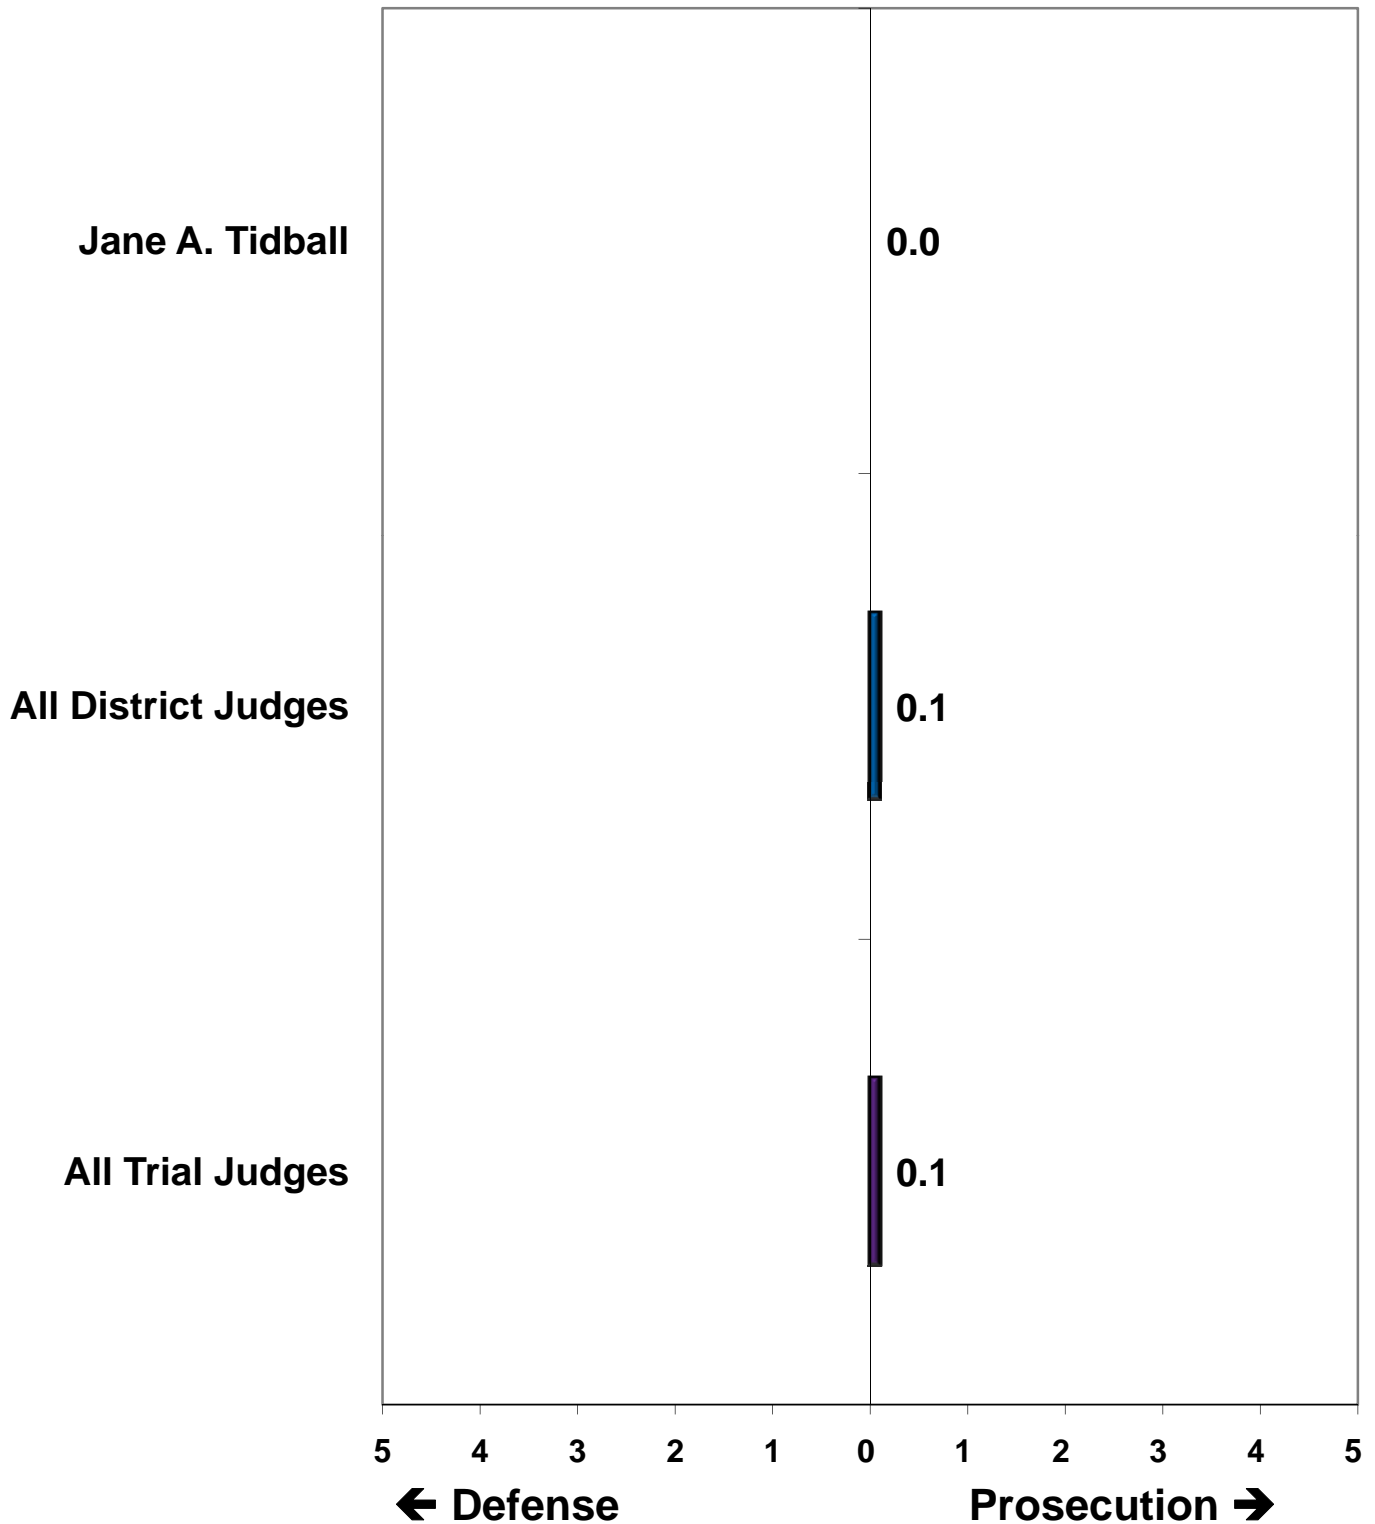 Jane A. Tidball 0.0
All District Judges 0.1
All Trial Judges 0.1
5 4 3 2 1 0 1 2 3 4 5
🡸 Defense Prosecution 🡺